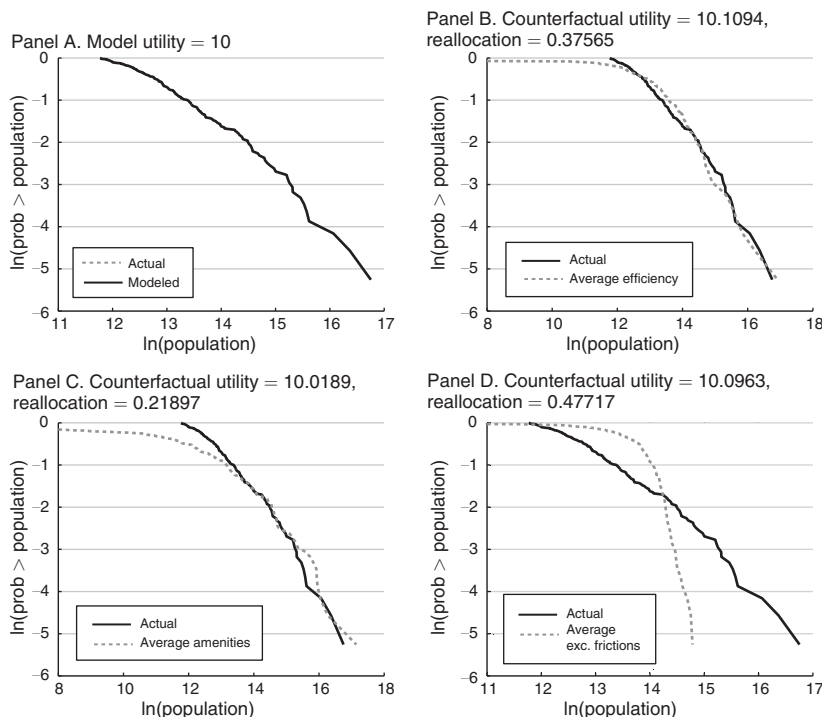 Panel A. Model utility = 10
ln(prob > population)
0
−1
−2
−3
−4
−5
−6
Actual
Modeled
11 12 13 14 15 16 17
ln(population)
Panel B. Counterfactual utility = 10.1094,
reallocation = 0.37565
ln(prob > population)
0
−1
−2
−3
−4
−5
−6
Actual
Average efficiency
8 10 12 14 16 18
ln(population)
Panel C. Counterfactual utility = 10.0189,
reallocation = 0.21897
ln(prob > population)
0
−1
−2
−3
−4
−5
−6
Actual
Average amenities
8 10 12 14 16 18
ln(population)
Panel D. Counterfactual utility = 10.0963,
reallocation = 0.47717
ln(prob > population)
0
−1
−2
−3
−4
−5
−6
Actual
Average
exc. frictions
11 12 13 14 15 16 17
ln(population)